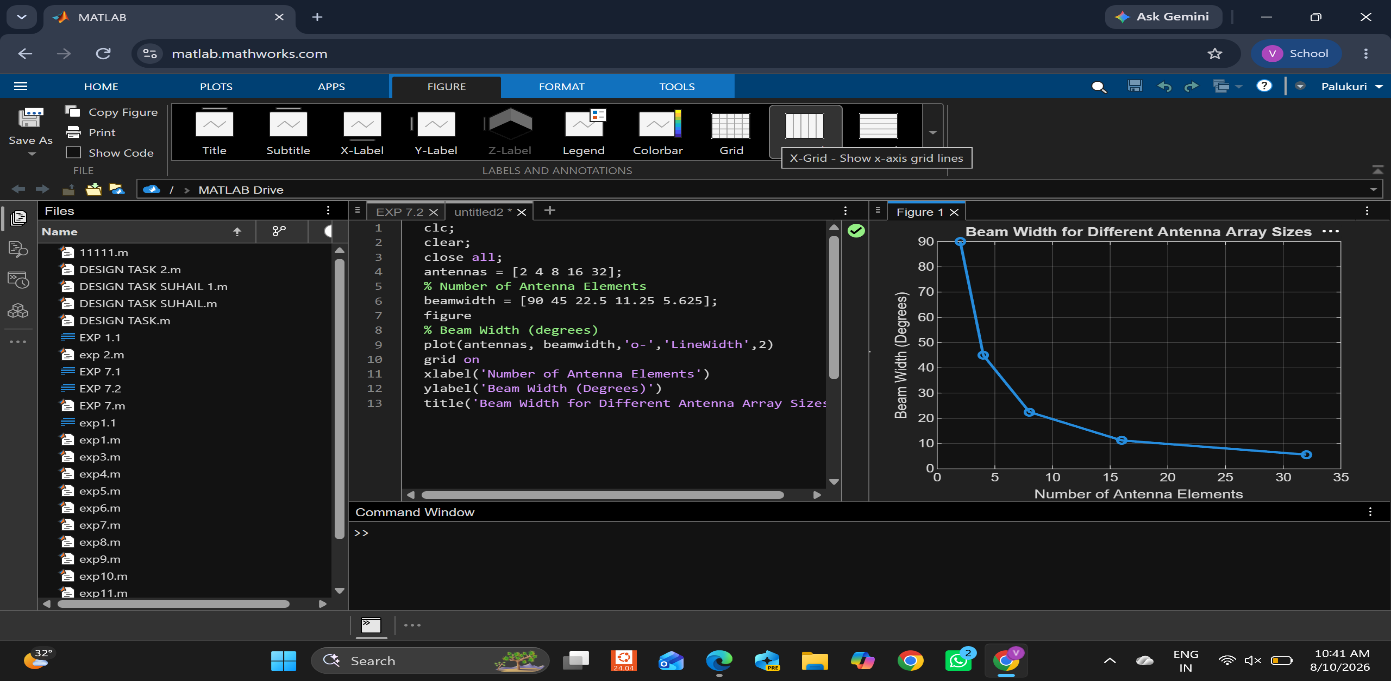 MATLAB
Ask Gemini
matlab.mathworks.com
V School
HOME PLOTS APPS FIGURE FORMAT TOOLS
Palukuri
Save As
Copy Figure
Print
Show Code
FILE
Title Subtitle X-Label Y-Label Z-Label Legend Colorbar Grid
X-Grid - Show x-axis grid lines
LABELS AND ANNOTATIONS
/ > MATLAB Drive
Files
Name
11111.m
DESIGN TASK 2.m
DESIGN TASK SUHAIL 1.m
DESIGN TASK SUHAIL.m
DESIGN TASK.m
EXP 1.1
exp 2.m
EXP 7.1
EXP 7.2
EXP 7.m
exp1.1
exp1.m
exp3.m
exp4.m
exp5.m
exp6.m
exp7.m
exp8.m
exp9.m
exp10.m
exp11.m
EXP 7.2 untitled2 *
1 clc;
2 clear;
3 close all;
4 antennas = [2 4 8 16 32];
5 % Number of Antenna Elements
6 beamwidth = [90 45 22.5 11.25 5.625];
7 figure
8 % Beam Width (degrees)
9 plot(antennas, beamwidth,'o-','LineWidth',2)
10 grid on
11 xlabel('Number of Antenna Elements')
12 ylabel('Beam Width (Degrees)')
13 title('Beam Width for Different Antenna Array Sizes
Figure 1
Beam Width for Different Antenna Array Sizes
Beam Width (Degrees)
90
80
70
60
50
40
30
20
10
0
0 5 10 15 20 25 30 35
Number of Antenna Elements
Command Window
>>
32°
Search
24.04
PRE
2
V
ENG
IN
10:41 AM
8/10/2026